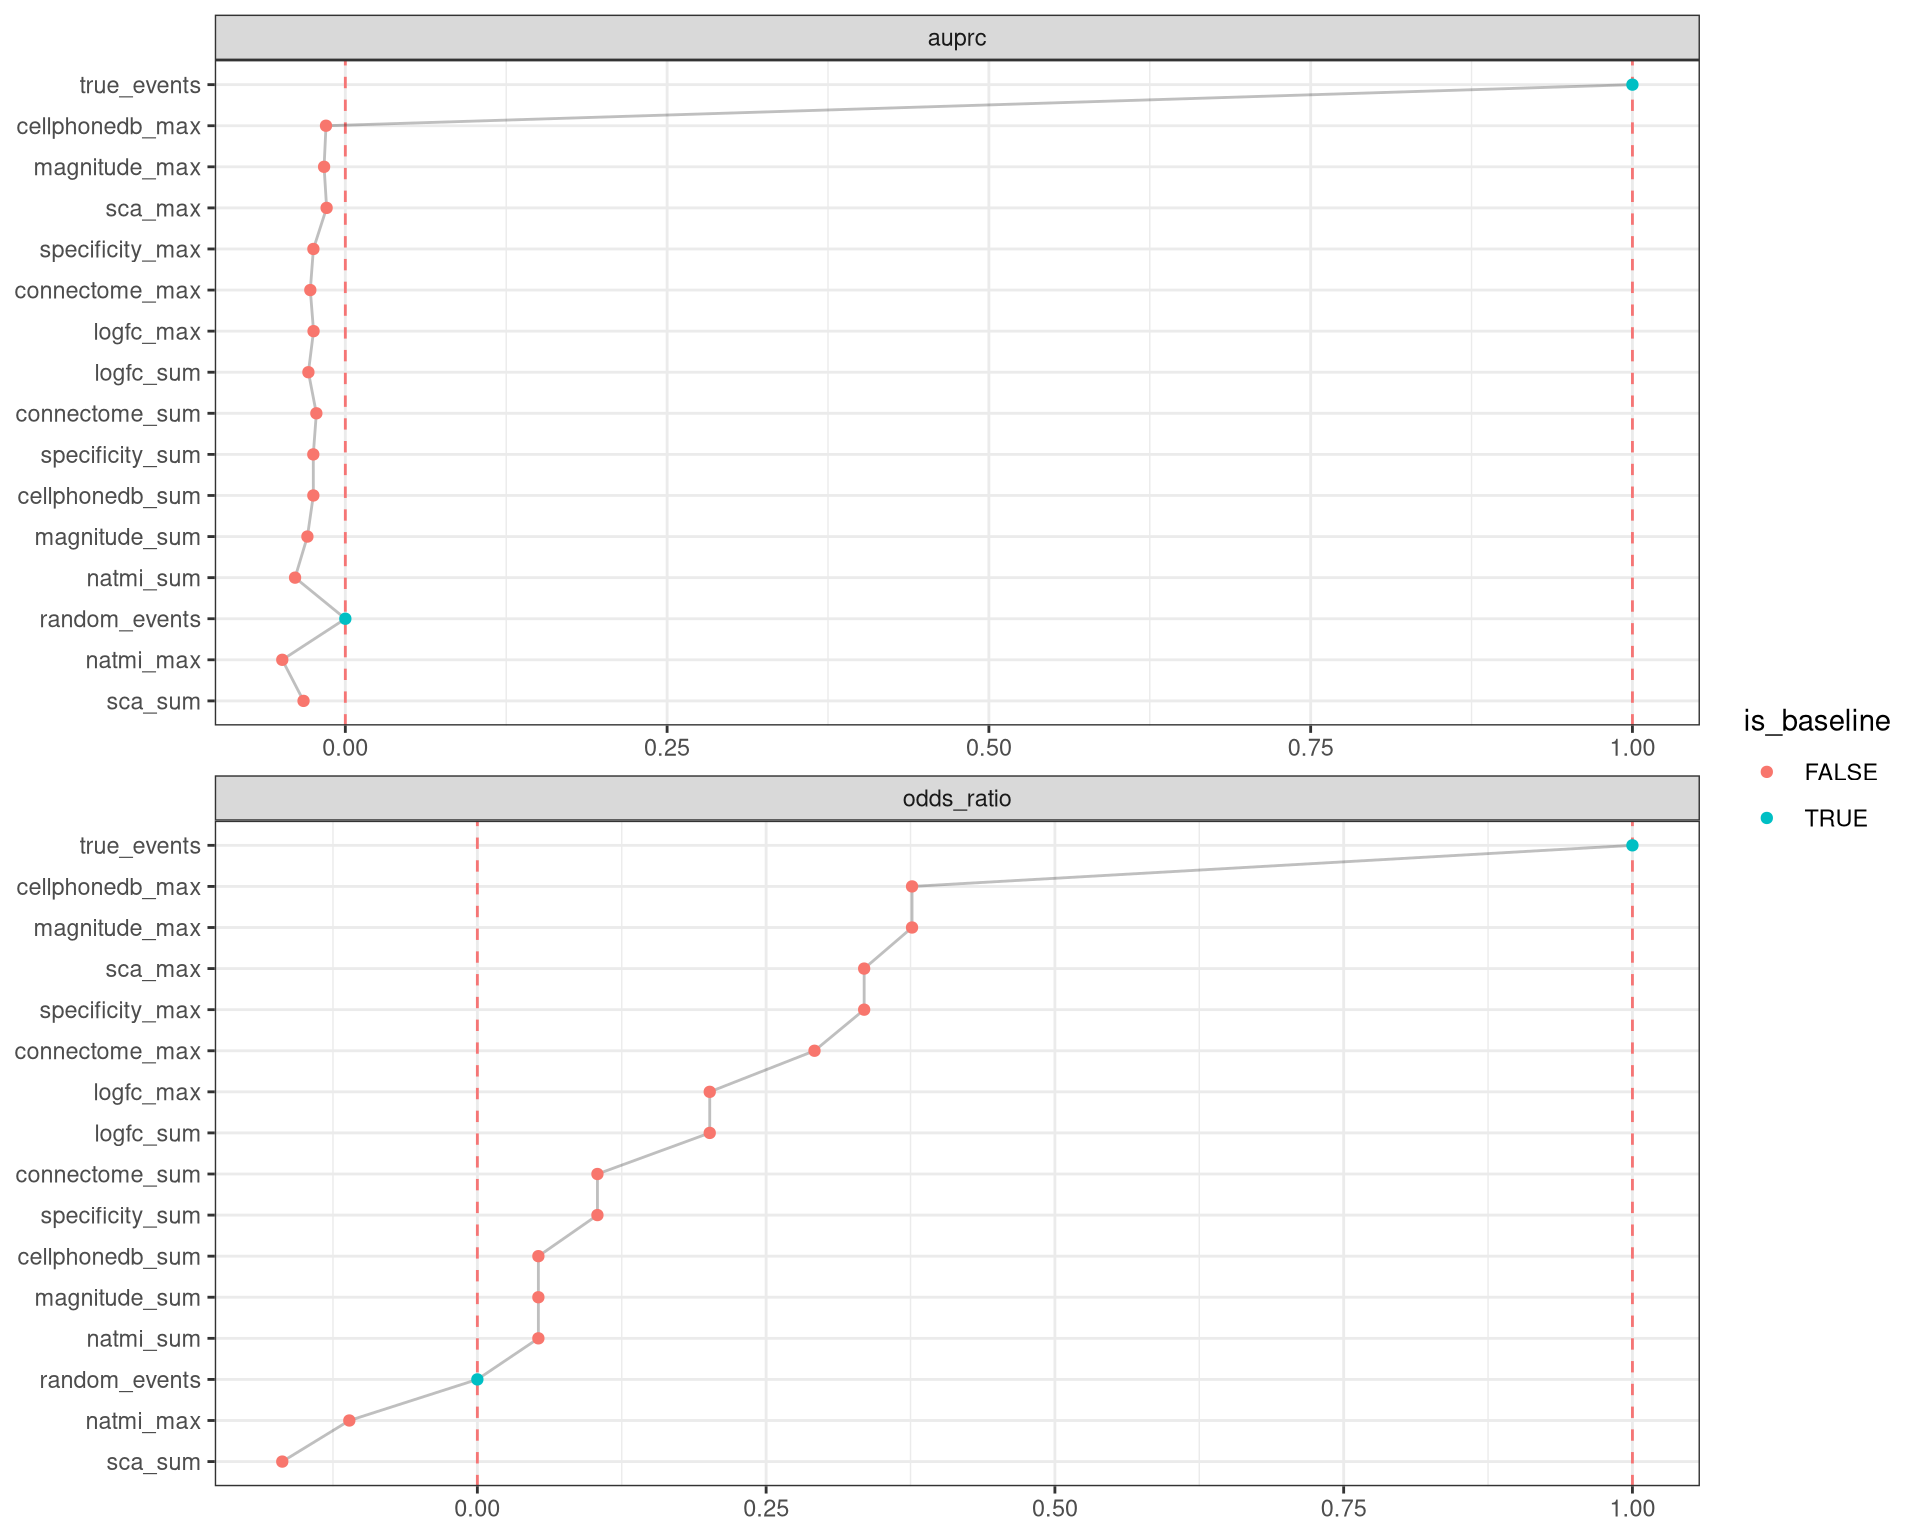 auprc
true_events
cellphonedb_max
magnitude_max
sca_max
specificity_max
connectome_max
logfc_max
logfc_sum
connectome_sum
specificity_sum
cellphonedb_sum
magnitude_sum
natmi_sum
random_events
natmi_max
sca_sum
0.00 0.25 0.50 0.75 1.00
odds_ratio
true_events
cellphonedb_max
magnitude_max
sca_max
specificity_max
connectome_max
logfc_max
logfc_sum
connectome_sum
specificity_sum
cellphonedb_sum
magnitude_sum
natmi_sum
random_events
natmi_max
sca_sum
0.00 0.25 0.50 0.75 1.00
is_baseline
FALSE
TRUE